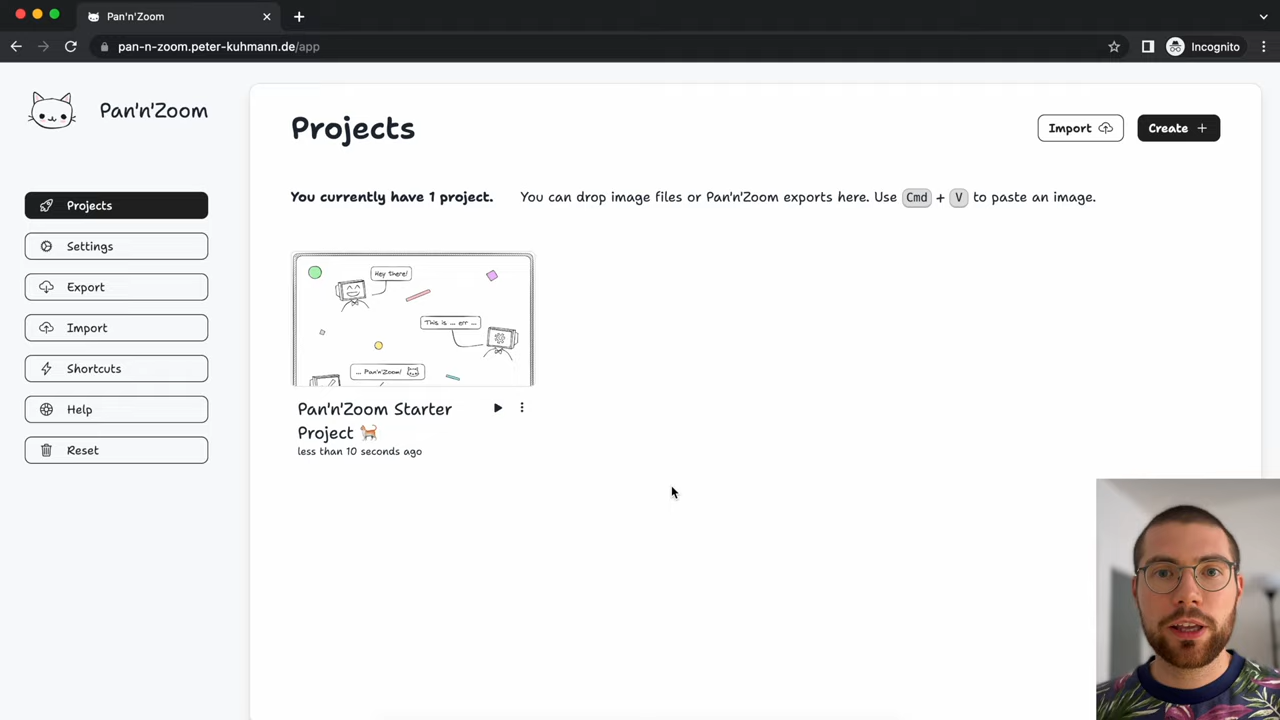 Pan'n'Zoom
pan-n-zoom.peter-kuhmann.de/app
Incognito
Pan'n'Zoom
Projects
Import
Create
Projects
You currently have 1 project.
You can drop image files or Pan'n'Zoom exports here. Use Cmd + V to paste an image.
Settings
Export
Import
Shortcuts
Help
Reset
Hey there!
This is ... err ...
... Pan'n'Zoom!
Pan'n'Zoom Starter
Project
less than 10 seconds ago